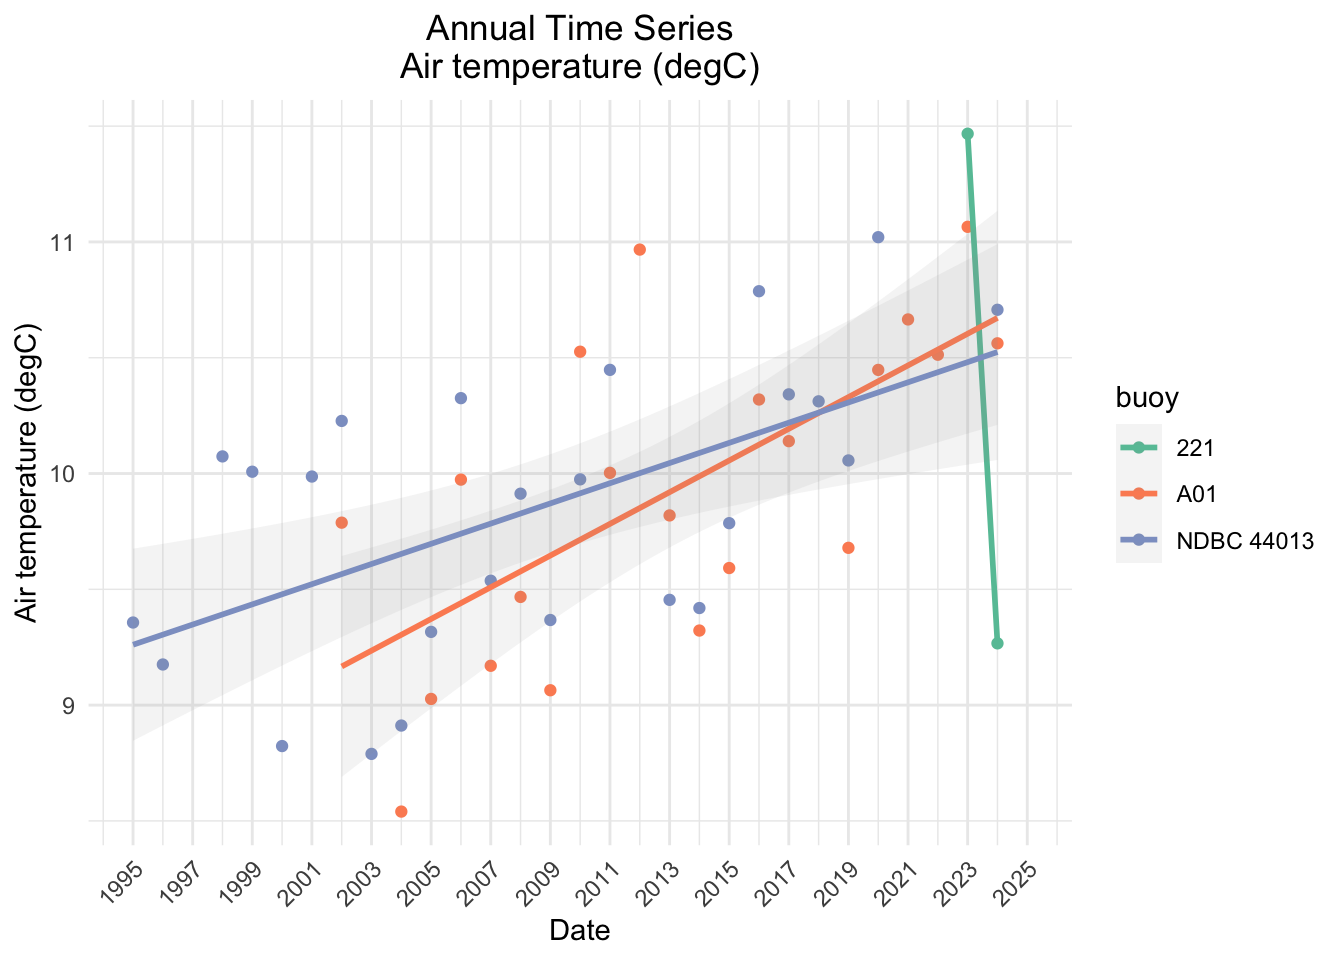 Annual Time Series
Air temperature (degC)
Air temperature (degC)
11
10
9
1995
1997
1999
2001
2003
2005
2007
2009
2011
2013
2015
2017
2019
2021
2023
2025
Date
buoy
221
A01
NDBC 44013